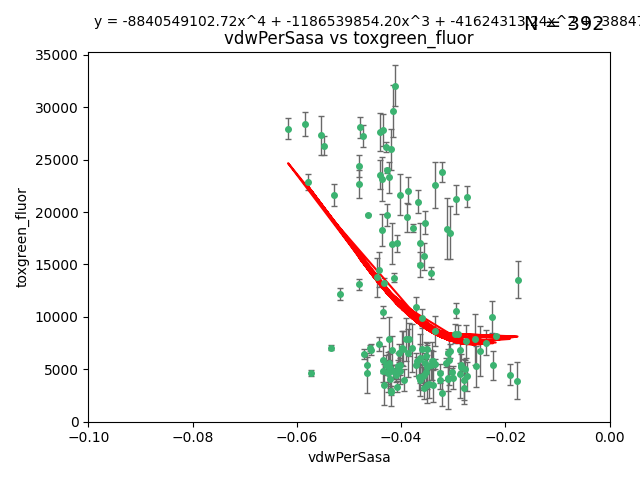 y = -8840549102.72x^4 + -1186539854.20x^3 +
N = 392
vdwPerSasa vs toxgreen_fluor
35000
30000
25000
20000
15000
10000
5000
0
toxgreen_fluor
−0.10
−0.08
−0.06
−0.04
−0.02
0.00
vdwPerSasa